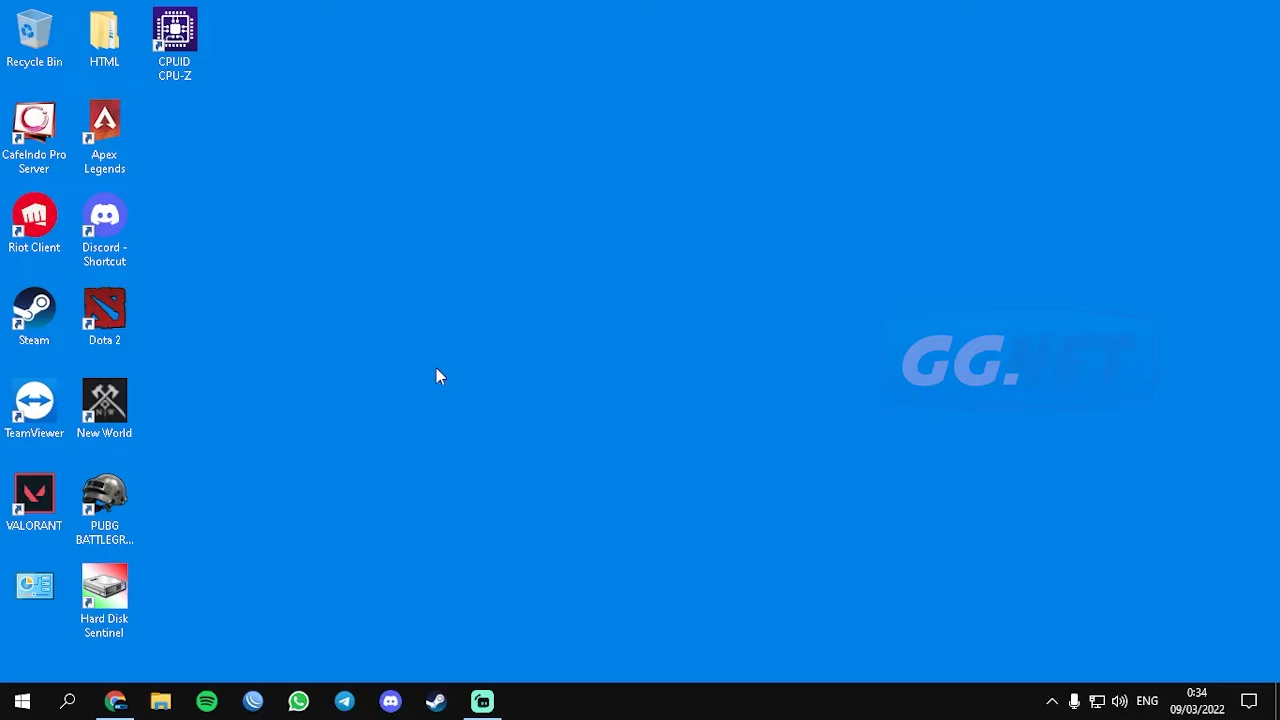 Recycle Bin
HTML
CPUID
CPU-Z
CafeIndo Pro
Server
Apex
Legends
Riot Client
Discord -
Shortcut
Steam
Dota 2
TeamViewer
New World
VALORANT
PUBG
BATTLEGR...
Hard Disk
Sentinel
GG.NET
ENG
0:34
09/03/2022